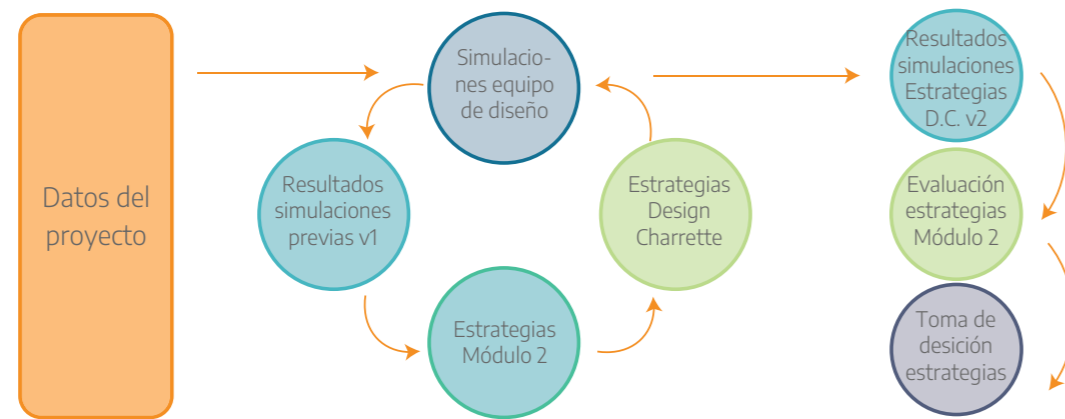 Datos del
proyecto
Simulacio-
nes equipo
de diseño
Resultados
simulaciones
previas v1
Estrategias
Módulo 2
Estrategias
Design
Charrette
Resultados
simulaciones
Estrategias
D.C. v2
Evaluación
estrategias
Módulo 2
Toma de
desición
estrategias